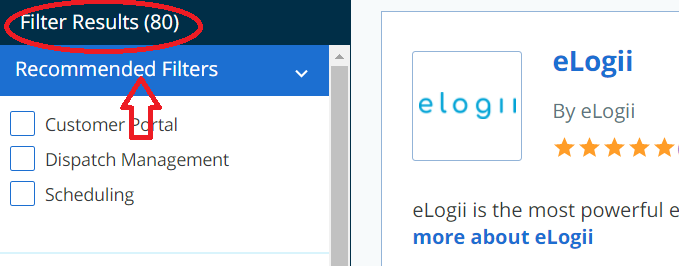 Filter Results (80)
Recommended Filters
Customer Portal
Dispatch Management
Scheduling
elogii
eLogii
By eLogii
eLogii is the most powerful e
more about eLogii